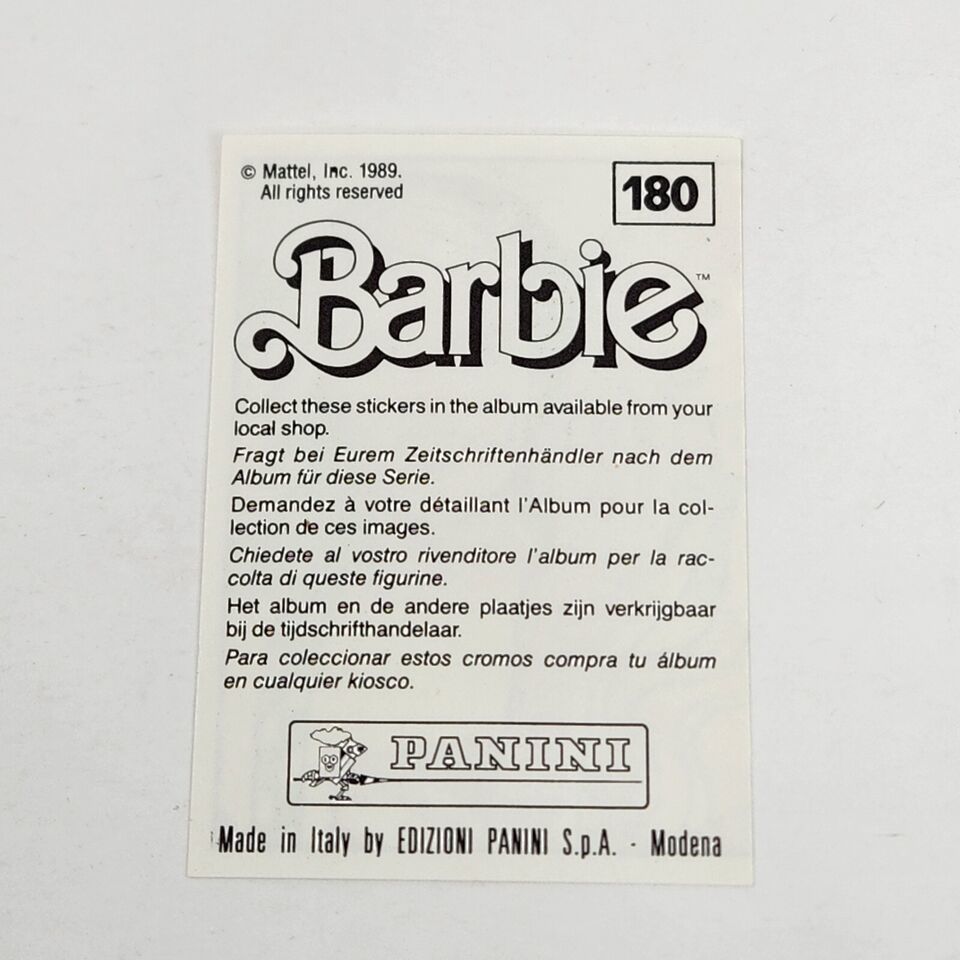 © Mattel, Inc. 1989.
All rights reserved
180
Barbie™
Collect these stickers in the album available from your
local shop.
Fragt bei Eurem Zeitschriftenhändler nach dem
Album für diese Serie.
Demandez à votre détaillant l'Album pour la col-
lection de ces images.
Chiedete al vostro rivenditore l'album per la rac-
colta di queste figurine.
Het album en de andere plaatjes zijn verkrijgbaar
bij de tijdschrifthandelaar.
Para coleccionar estos cromos compra tu álbum
en cualquier kiosco.
PANINI
Made in Italy by EDIZIONI PANINI S.p.A. - Modena